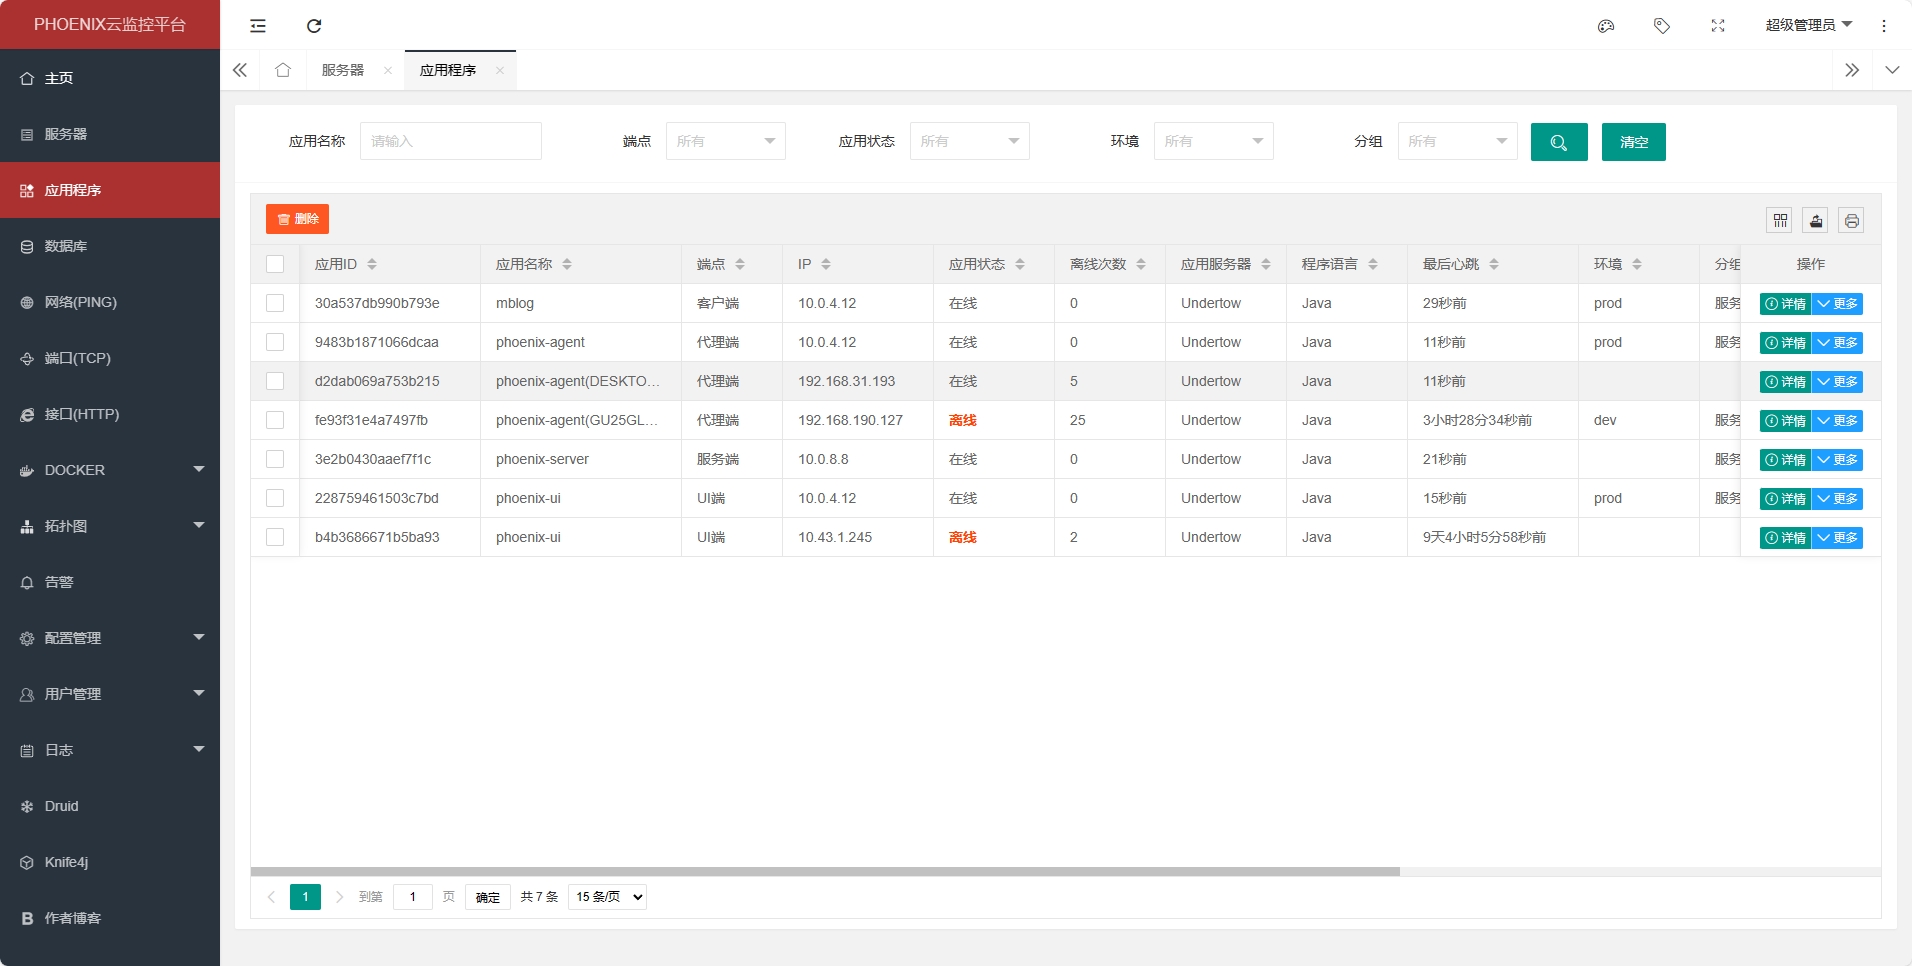 PHOENIX云监控平台
超级管理员
主页
服务器
应用程序
数据库
网络(PING)
端口(TCP)
接口(HTTP)
DOCKER
拓扑图
告警
配置管理
用户管理
日志
Druid
Knife4j
作者博客
服务器 应用程序
应用名称 请输入 端点 所有 应用状态 所有 环境 所有 分组 所有 清空
删除
应用ID 应用名称 端点 IP 应用状态 离线次数 应用服务器 程序语言 最后心跳 环境 分组 操作
30a537db990b793e mblog 客户端 10.0.4.12 在线 0 Undertow Java 29秒前 prod 服务 详情 更多
9483b1871066dcaa phoenix-agent 代理端 10.0.4.12 在线 0 Undertow Java 11秒前 prod 服务 详情 更多
d2dab069a753b215 phoenix-agent(DESKTO... 代理端 192.168.31.193 在线 5 Undertow Java 11秒前 详情 更多
fe93f31e4a7497fb phoenix-agent(GU25GL... 代理端 192.168.190.127 离线 25 Undertow Java 3小时28分34秒前 dev 服务 详情 更多
3e2b0430aaef7f1c phoenix-server 服务端 10.0.8.8 在线 0 Undertow Java 21秒前 服务 详情 更多
228759461503c7bd phoenix-ui UI端 10.0.4.12 在线 0 Undertow Java 15秒前 prod 服务 详情 更多
b4b3686671b5ba93 phoenix-ui UI端 10.43.1.245 离线 2 Undertow Java 9天4小时5分58秒前 详情 更多
1 到第 1 页 确定 共 7 条 15 条/页